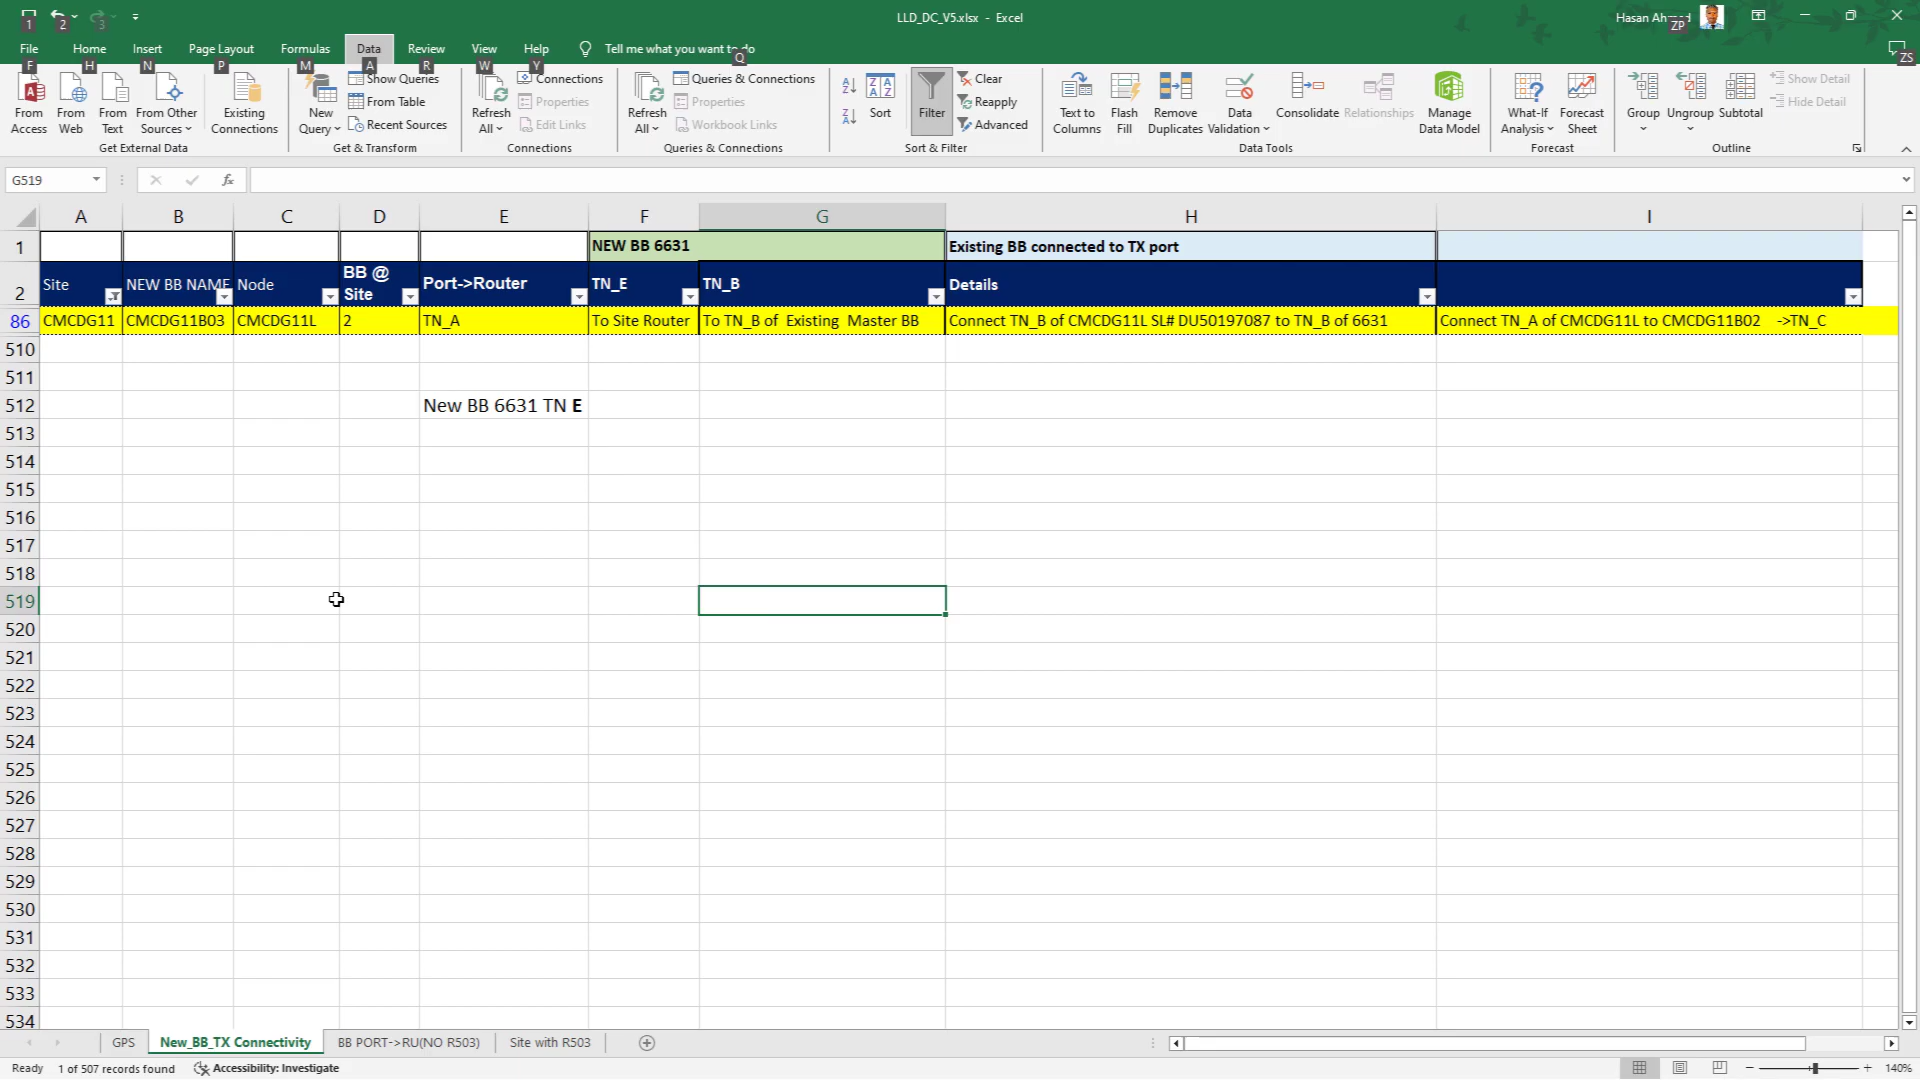 LLD_DC_V5.xlsx - Excel
Hasan Ahmed
ZP
1 2 3
File Home Insert Page Layout Formulas Data Review View Help Tell me what you want to do
F H N P M A R W Y Q ZS
From Access
From Web
From Text
From Other Sources
Existing Connections
Get External Data
New Query
Show Queries
From Table
Recent Sources
Get & Transform
Refresh All
Connections
Properties
Edit Links
Connections
Refresh All
Queries & Connections
Properties
Workbook Links
Queries & Connections
Sort
Filter
Clear
Reapply
Advanced
Sort & Filter
Text to Columns
Flash Fill
Remove Duplicates
Data Validation
Consolidate
Relationships
Manage Data Model
Data Tools
What-If Analysis
Forecast Sheet
Forecast
Group
Ungroup
Subtotal
Show Detail
Hide Detail
Outline
G519
fx
A B C D E F G H I
1 NEW BB 6631 Existing BB connected to TX port
2 Site NEW BB NAME Node BB @ Site Port->Router TN_E TN_B Details
86 CMCDG11 CMCDG11B03 CMCDG11L 2 TN_A To Site Router To TN_B of Existing Master BB Connect TN_B of CMCDG11L SL# DU50197087 to TN_B of 6631 Connect TN_A of CMCDG11L to CMCDG11B02 ->TN_C
510
511
512 New BB 6631 TN E
513
514
515
516
517
518
519
520
521
522
523
524
525
526
527
528
529
530
531
532
533
534
GPS New_BB_TX Connectivity BB PORT->RU(NO R503) Site with R503
Ready 1 of 507 records found Accessibility: Investigate 140%